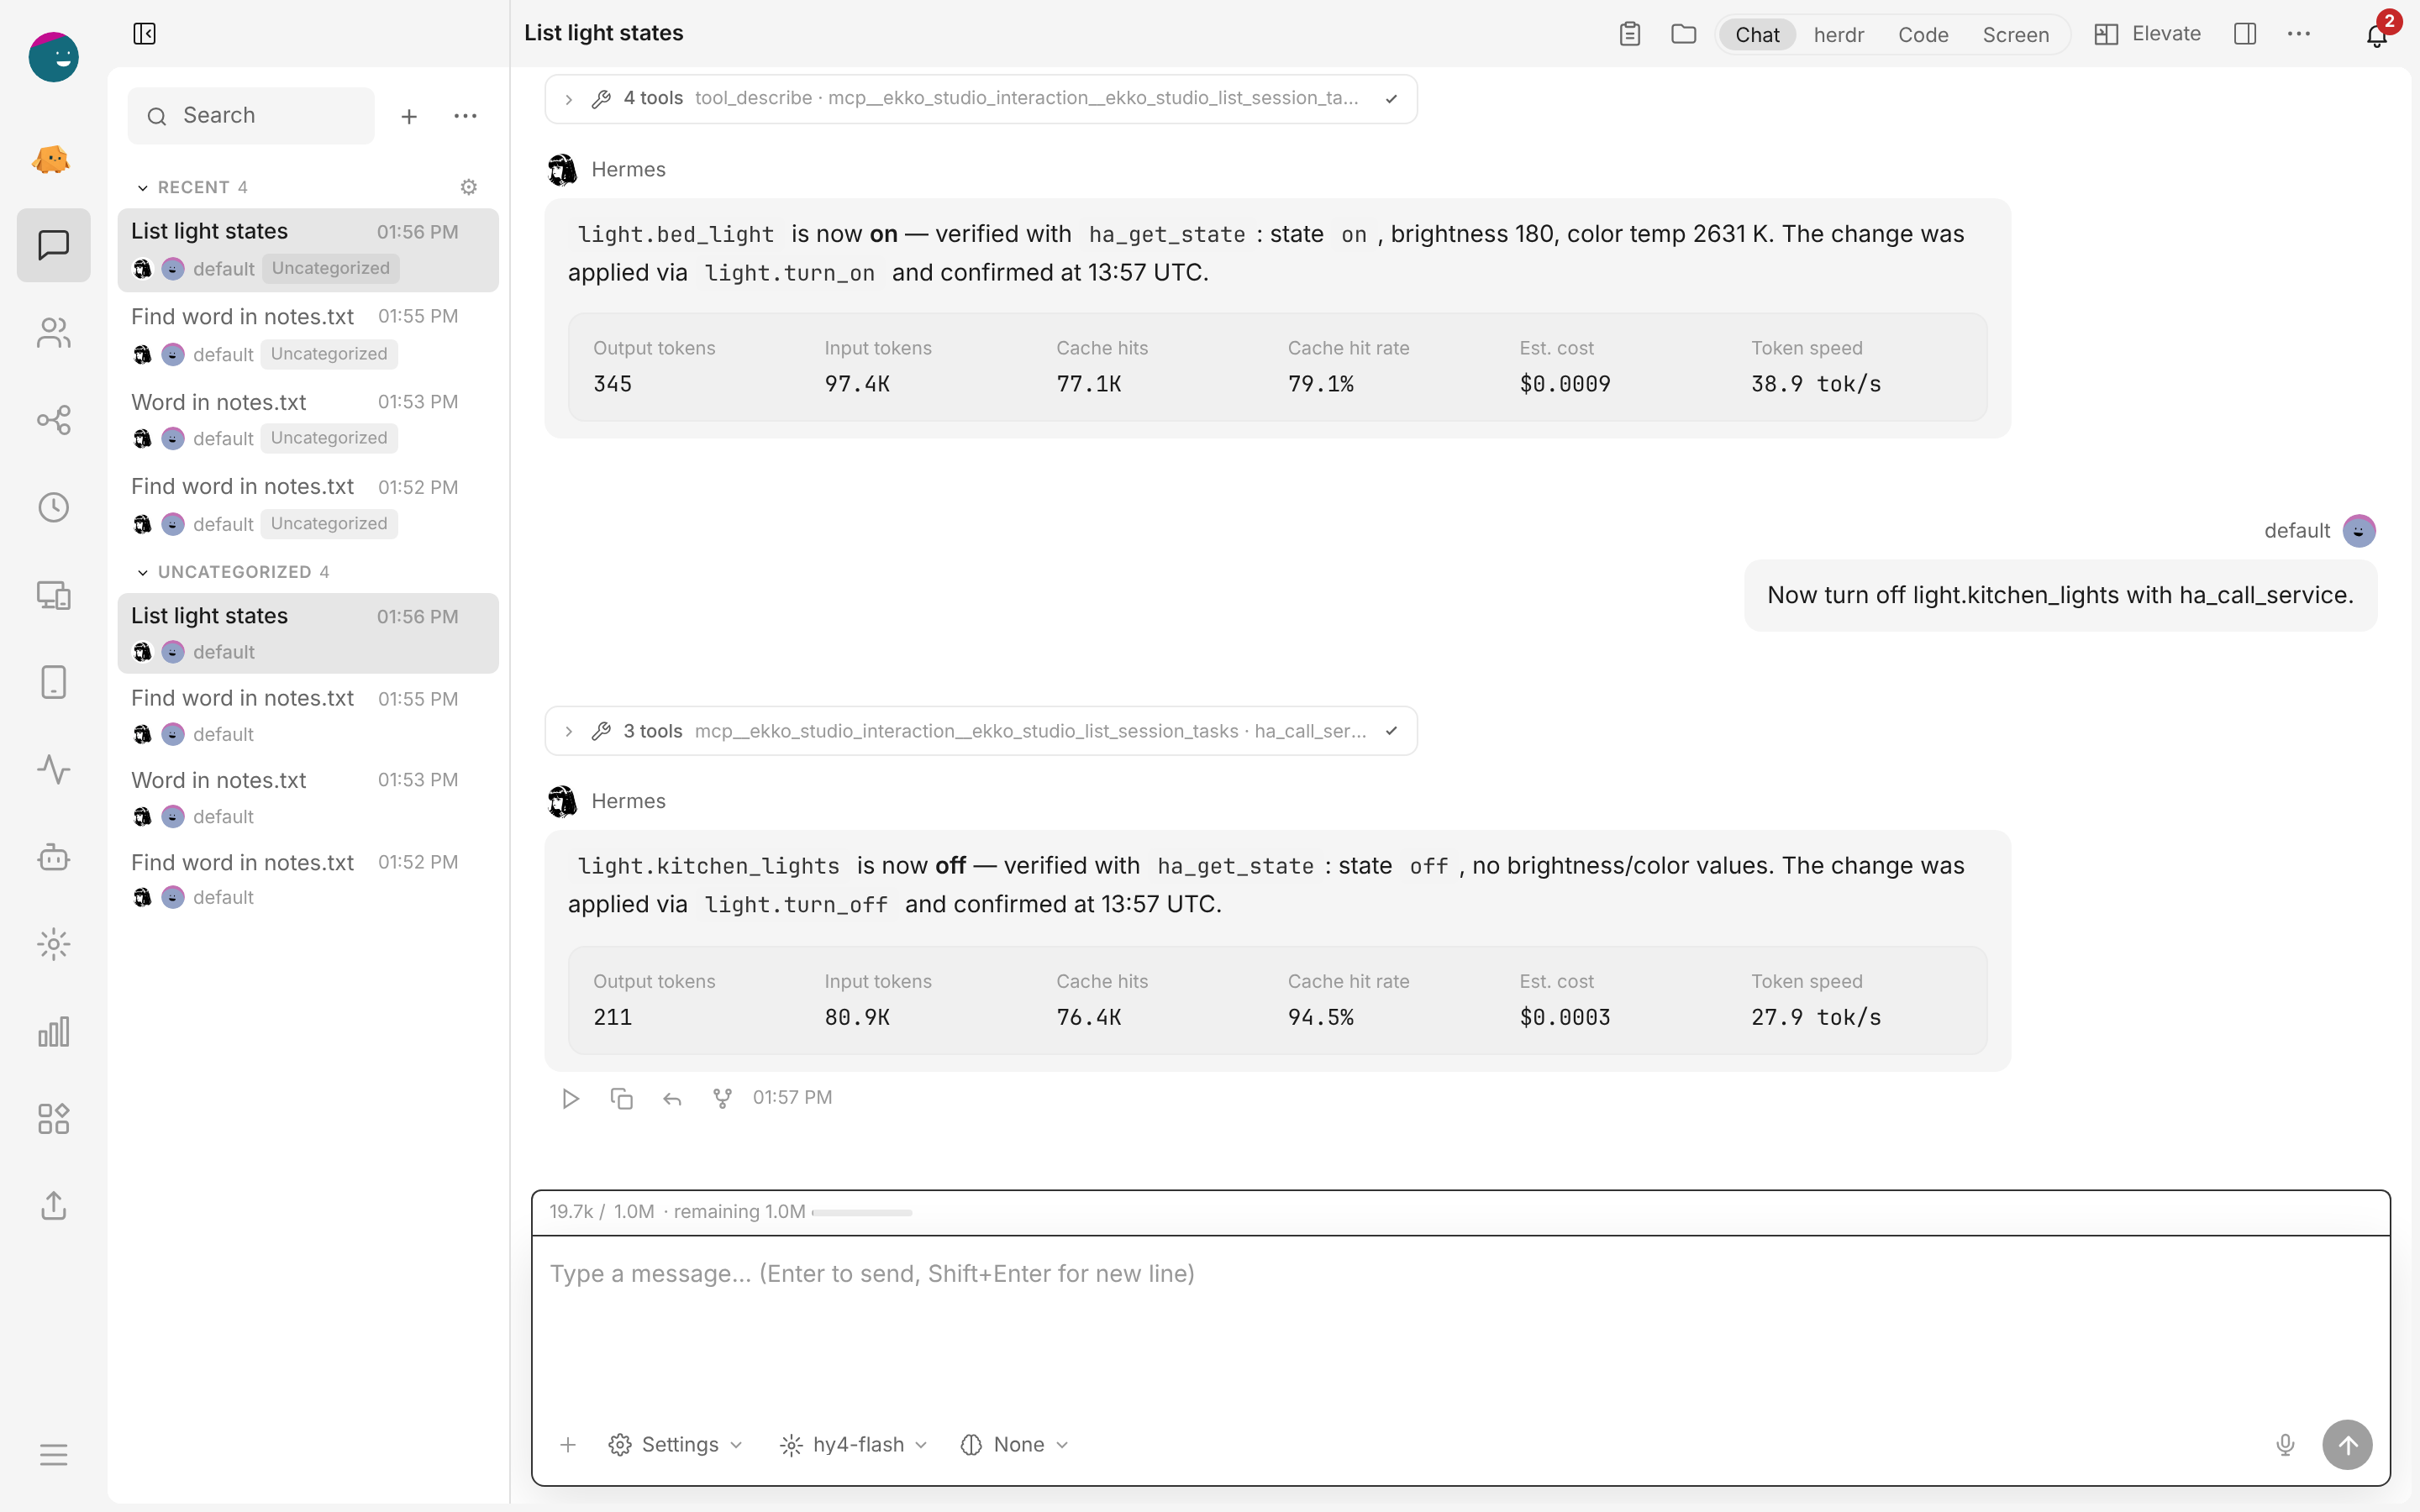 List light states
Chat
herdr
Code
Screen
Elevate
2
Search
RECENT 4
List light states 01:56 PM
default Uncategorized
Find word in notes.txt 01:55 PM
default Uncategorized
Word in notes.txt 01:53 PM
default Uncategorized
Find word in notes.txt 01:52 PM
default Uncategorized
UNCATEGORIZED 4
List light states 01:56 PM
default
Find word in notes.txt 01:55 PM
default
Word in notes.txt 01:53 PM
default
Find word in notes.txt 01:52 PM
default
4 tools tool_describe · mcp__ekko_studio_interaction__ekko_studio_list_session_ta...
Hermes
light.bed_light is now on — verified with ha_get_state : state on , brightness 180, color temp 2631 K. The change was
applied via light.turn_on and confirmed at 13:57 UTC.
Output tokens Input tokens Cache hits Cache hit rate Est. cost Token speed
345 97.4K 77.1K 79.1% $0.0009 38.9 tok/s
default
Now turn off light.kitchen_lights with ha_call_service.
3 tools mcp__ekko_studio_interaction__ekko_studio_list_session_tasks · ha_call_ser...
Hermes
light.kitchen_lights is now off — verified with ha_get_state : state off , no brightness/color values. The change was
applied via light.turn_off and confirmed at 13:57 UTC.
Output tokens Input tokens Cache hits Cache hit rate Est. cost Token speed
211 80.9K 76.4K 94.5% $0.0003 27.9 tok/s
01:57 PM
19.7k / 1.0M · remaining 1.0M
Type a message... (Enter to send, Shift+Enter for new line)
Settings hy4-flash None